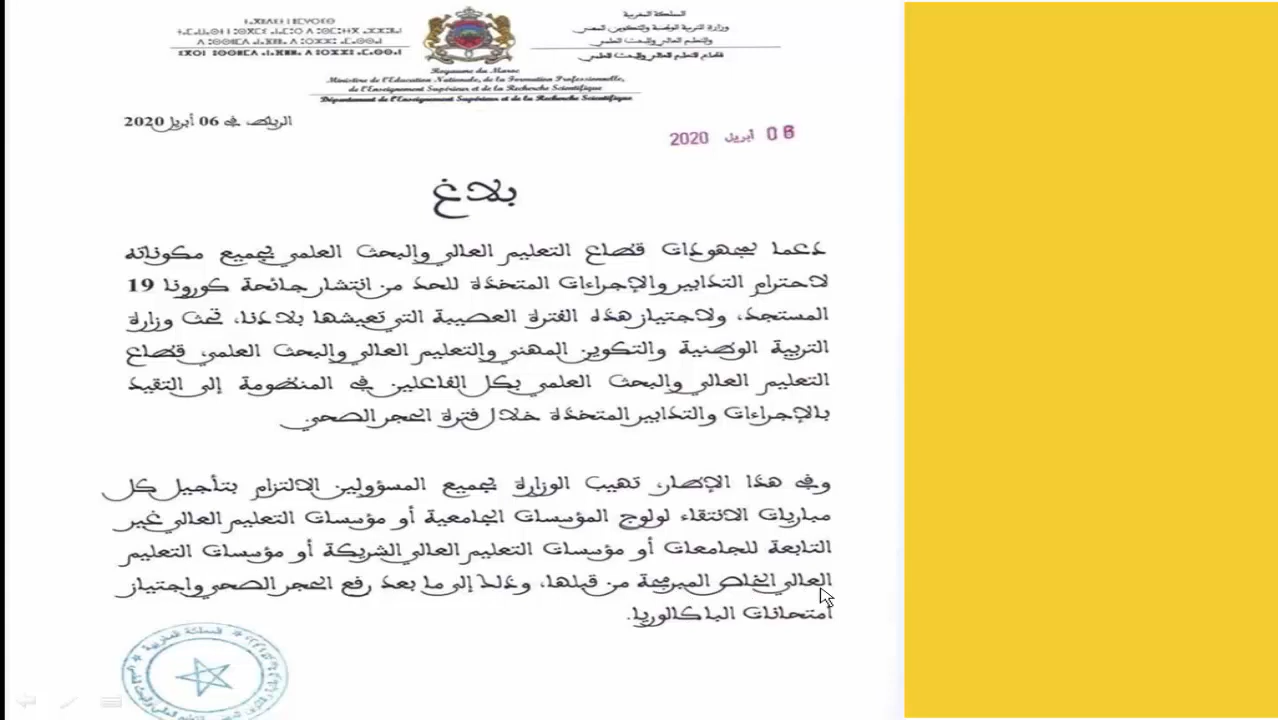 المملكة المغربية
وزارة التربية الوطنية والتكوين المهني
والتعليم العالي والبحث العلمي
قطاع التعليم العالي والبحث العلمي
Royaume du Maroc
Ministère de l'Education Nationale, de la Formation Professionnelle,
de l'Enseignement Supérieur et de la Recherche Scientifique
Département de l'Enseignement Supérieur et de la Recherche Scientifique
الرباط في 06 أبريل 2020
06 أبريل 2020
بلاغ
دعما لمجهودات قطاع التعليم العالي والبحث العلمي بجميع مكوناته
لاحترام التدابير والإجراءات المتخذة للحد من انتشار جائحة كورونا 19
المستجد، ولاجتياز هذه الفترة العصيبة التي تعيشها بلادنا، تحث وزارة
التربية الوطنية والتكوين المهني والتعليم العالي والبحث العلمي، قطاع
التعليم العالي والبحث العلمي بكل الفاعلين في المنظومة إلى التقيد
بالإجراءات والتدابير المتخذة خلال فترة الحجر الصحي.
وفي هذا الإطار، تهيب الوزارة بجميع المسؤولين الالتزام بتأجيل كل
مباريات الانتقاء لولوج المؤسسات الجامعية أو مؤسسات التعليم العالي غير
التابعة للجامعات أو مؤسسات التعليم العالي الشريكة أو مؤسسات التعليم
العالي الخاص المبرمجة من قبلها، وذلك إلى ما بعد رفع الحجر الصحي واجتياز
امتحانات الباكالوريا.
المملكة المغربية